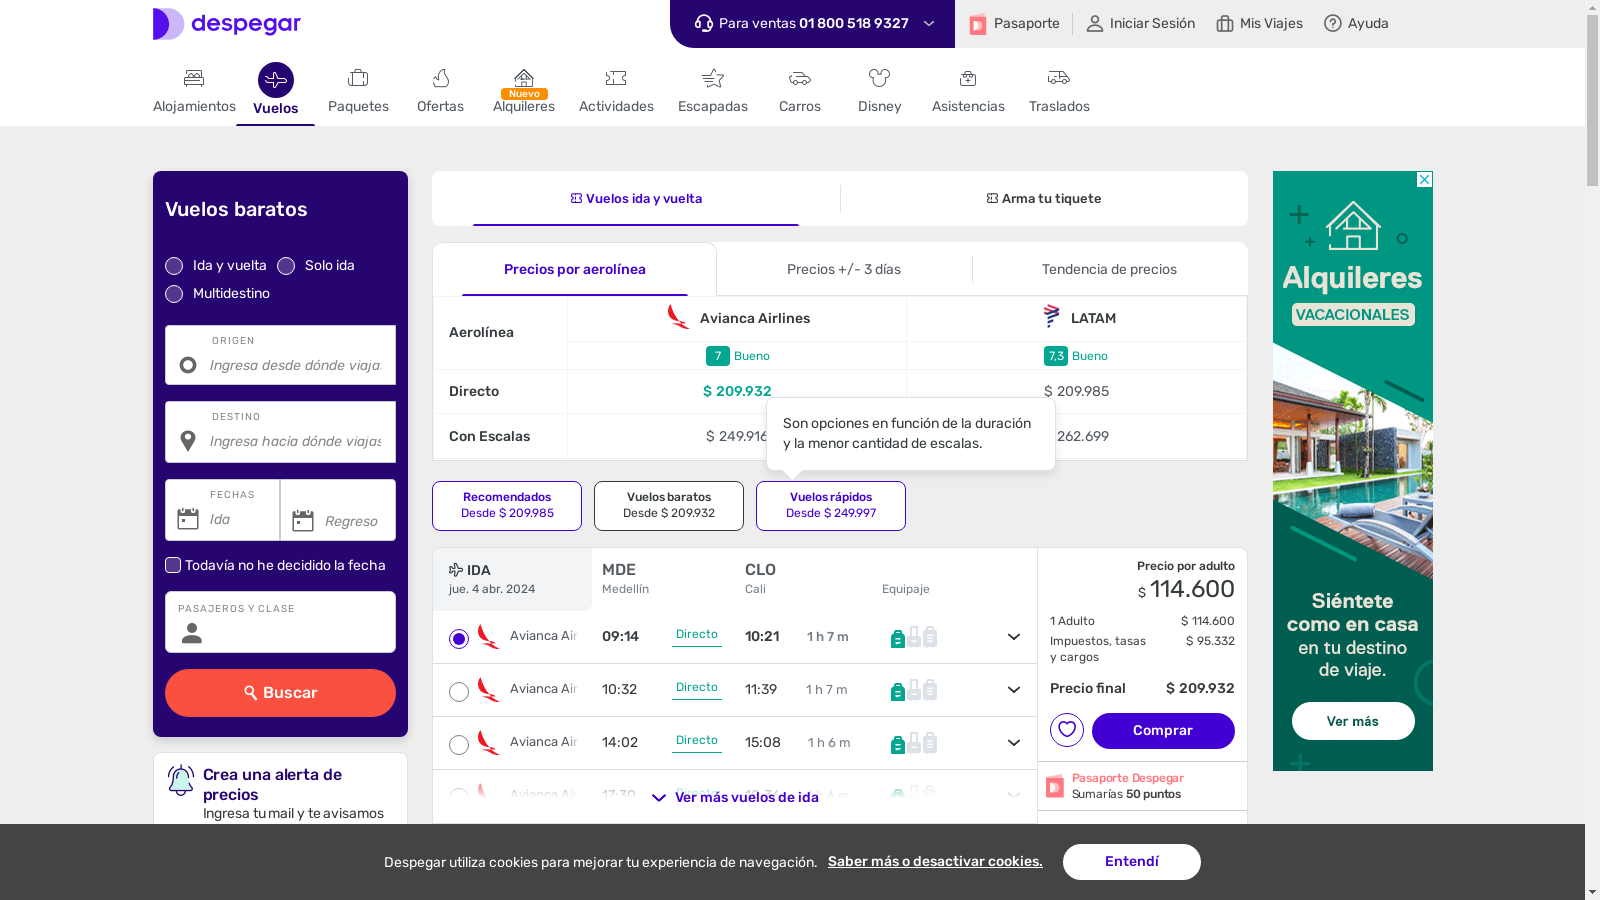 despegar
Para ventas 01 800 518 9327
Pasaporte
Iniciar Sesión
Mis Viajes
Ayuda
Alojamientos
Vuelos
Paquetes
Ofertas
Nuevo
Alquileres
Actividades
Escapadas
Carros
Disney
Asistencias
Traslados
Vuelos baratos
Ida y vuelta
Solo ida
Multidestino
ORIGEN
Ingresa desde dónde viajas
DESTINO
Ingresa hacia dónde viajas
FECHAS
Ida
Regreso
Todavía no he decidido la fecha
PASAJEROS Y CLASE
Buscar
Crea una alerta de
precios
Ingresa tu mail y te avisamos
Vuelos ida y vuelta
Arma tu tiquete
Precios por aerolínea
Precios +/- 3 días
Tendencia de precios
Aerolínea
Avianca Airlines
LATAM
7 Bueno
7,3 Bueno
Directo
$ 209.932
$ 209.985
Con Escalas
$ 249.916
262.699
Son opciones en función de la duración
y la menor cantidad de escalas.
Recomendados
Desde $ 209.985
Vuelos baratos
Desde $ 209.932
Vuelos rápidos
Desde $ 249.997
IDA
jue. 4 abr. 2024
MDE
Medellín
CLO
Cali
Equipaje
Avianca Air 09:14 Directo 10:21 1 h 7 m
Avianca Air 10:32 Directo 11:39 1 h 7 m
Avianca Air 14:02 Directo 15:08 1 h 6 m
Avianca Air 17:30
Ver más vuelos de ida
Precio por adulto
$ 114.600
1 Adulto $ 114.600
Impuestos, tasas
y cargos
$ 95.332
Precio final $ 209.932
Comprar
Pasaporte Despegar
Sumarías 50 puntos
Alquileres
VACACIONALES
Siéntete
como en casa
en tu destino
de viaje.
Ver más
Despegar utiliza cookies para mejorar tu experiencia de navegación. Saber más o desactivar cookies.
Entendí